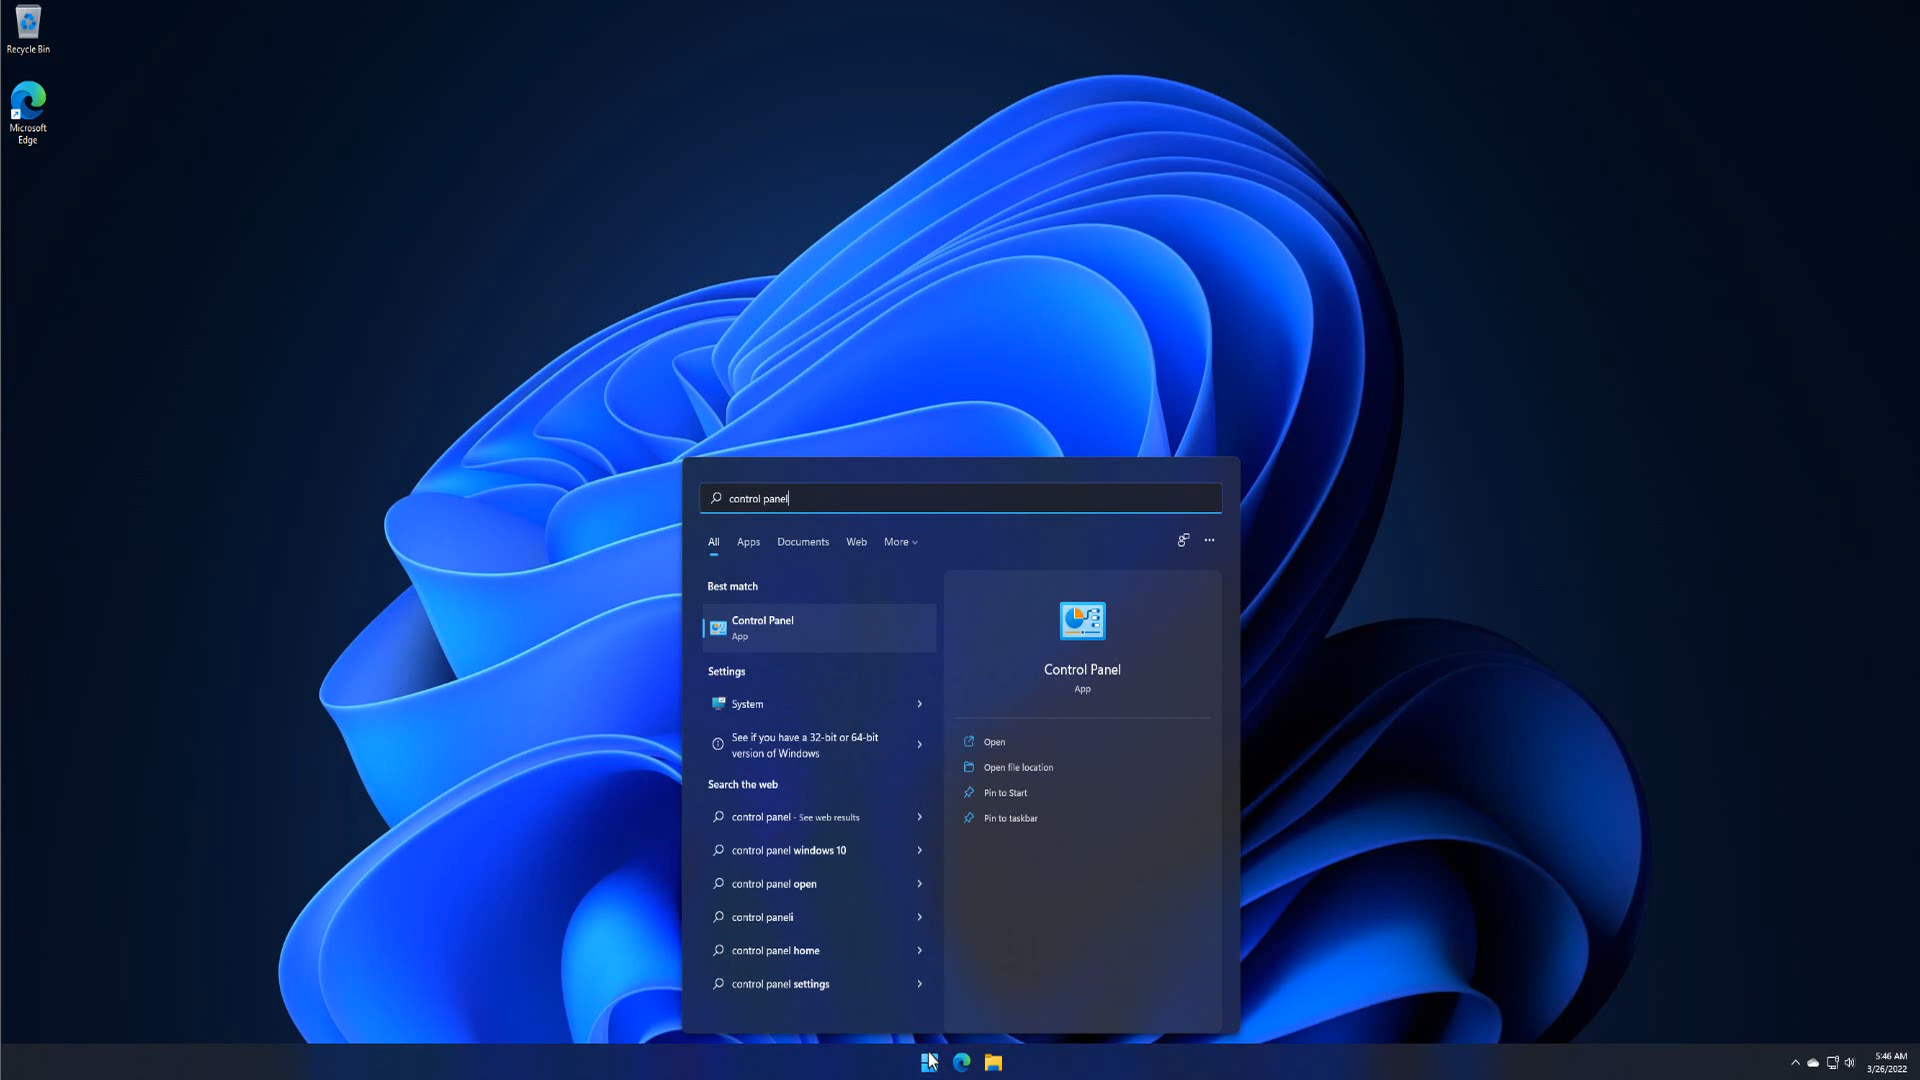 Recycle Bin
Microsoft
Edge
control panel
All Apps Documents Web More
Best match
Control Panel
App
Settings
System
See if you have a 32-bit or 64-bit
version of Windows
Search the web
control panel - See web results
control panel windows 10
control panel open
control paneli
control panel home
control panel settings
Control Panel
App
Open
Open file location
Pin to Start
Pin to taskbar
5:46 AM
3/26/2022